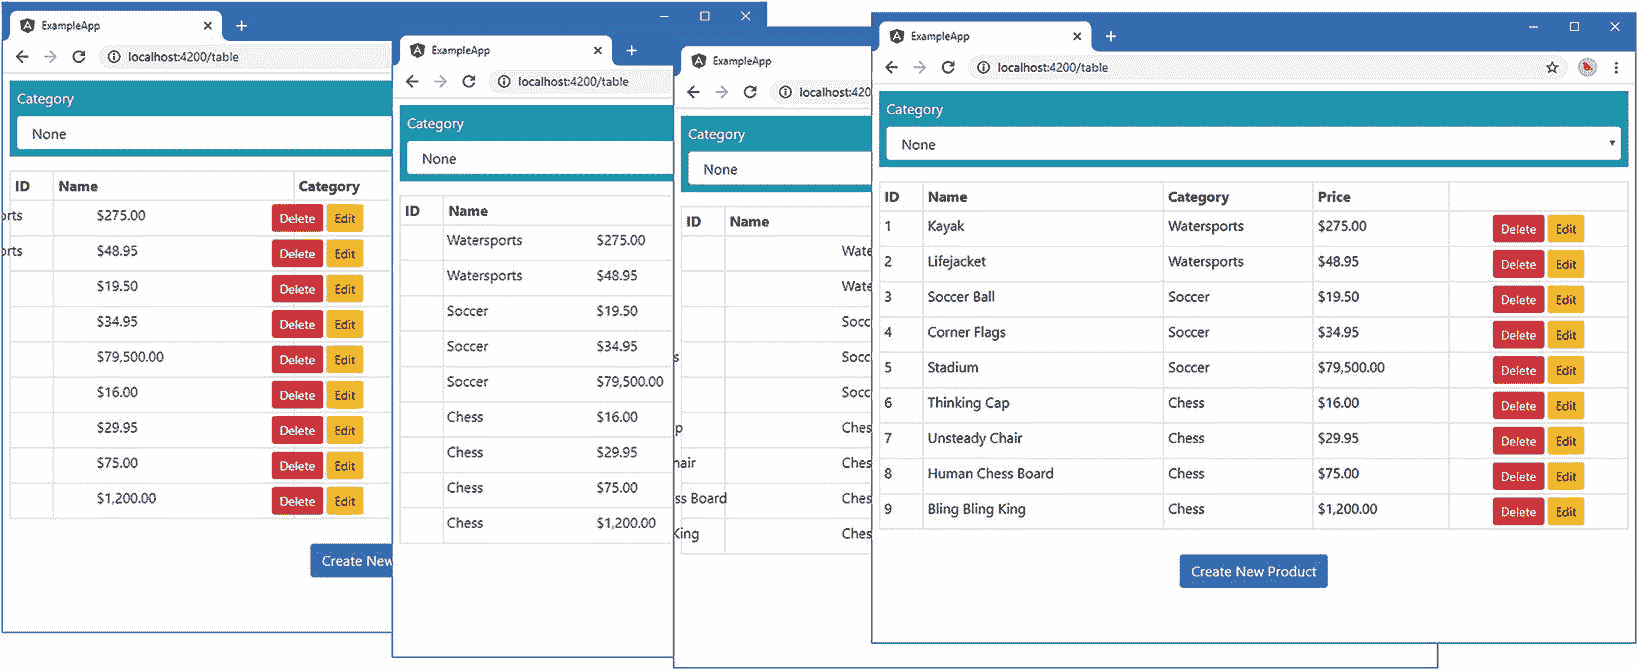 ExampleApp
localhost:4200/table
Category
None
ID Name Category
orts $275.00 Delete Edit
orts $48.95 Delete Edit
$19.50 Delete Edit
$34.95 Delete Edit
$79,500.00 Delete Edit
$16.00 Delete Edit
$29.95 Delete Edit
$75.00 Delete Edit
$1,200.00 Delete Edit
Create New
ExampleApp
localhost:4200/table
Category
None
ID Name
Watersports $275.00
Watersports $48.95
Soccer $19.50
Soccer $34.95
Soccer $79,500.00
Chess $16.00
Chess $29.95
Chess $75.00
Chess $1,200.00
ExampleApp
localhost:420
Category
None
ID Name
Wate
Wate
Socc
s Socc
Socc
p Ches
hair Ches
ss Board Ches
King Ches
ExampleApp
localhost:4200/table
Category
None
ID Name Category Price
1 Kayak Watersports $275.00 Delete Edit
2 Lifejacket Watersports $48.95 Delete Edit
3 Soccer Ball Soccer $19.50 Delete Edit
4 Corner Flags Soccer $34.95 Delete Edit
5 Stadium Soccer $79,500.00 Delete Edit
6 Thinking Cap Chess $16.00 Delete Edit
7 Unsteady Chair Chess $29.95 Delete Edit
8 Human Chess Board Chess $75.00 Delete Edit
9 Bling Bling King Chess $1,200.00 Delete Edit
Create New Product